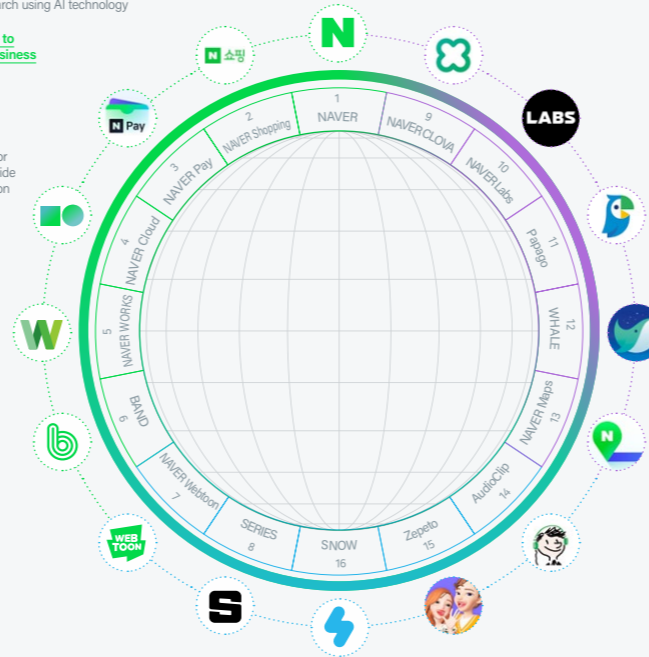 arch using AI technology
to
siness
or
ide
on
1
NAVER
2
NAVER Shopping
3
NAVER Pay
4
NAVER Cloud
5
NAVER WORKS
6
BAND
NAVER Webtoon
7
SERIES
8
9
NAVER CLOVA
10
NAVER Labs
11
Papago
12
WHALE
NAVER Maps
13
AudioClip
14
Zepeto
15
SNOW
16
N
N 쇼핑
N Pay
W
b
WEB
TOON
S
LABS
N